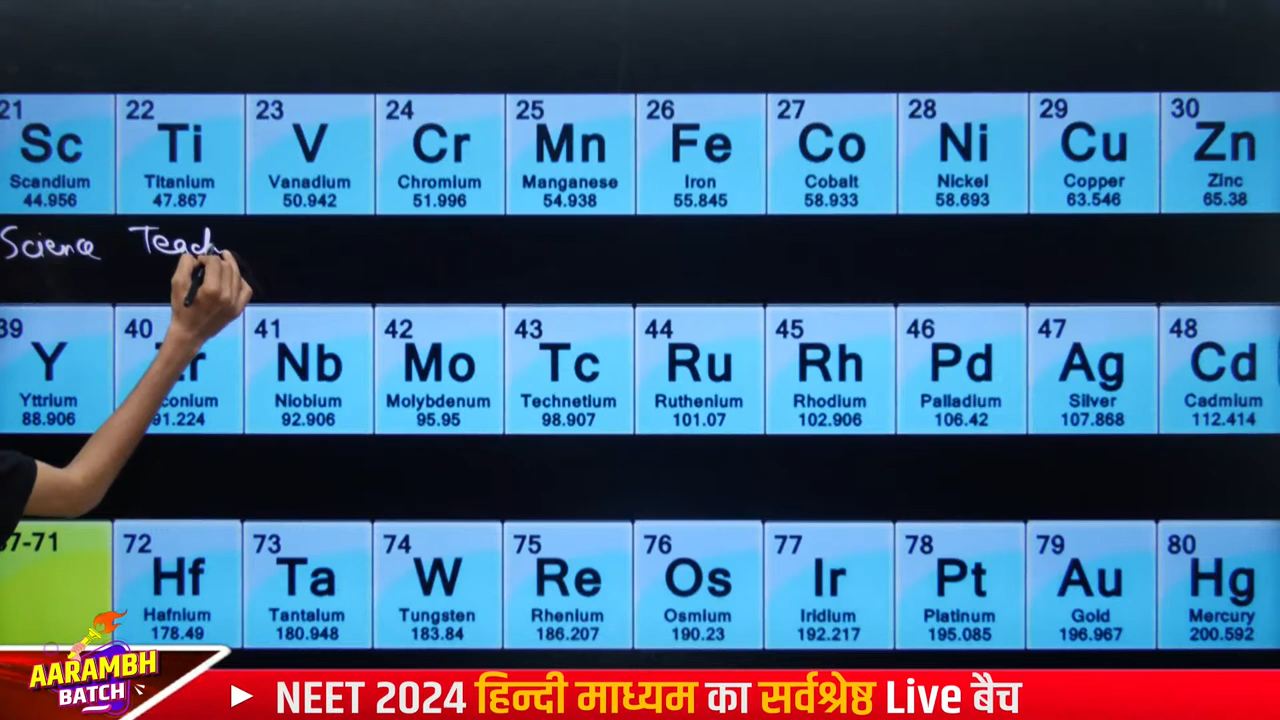 21 22 23 24 25 26 27 28 29 30
Sc Ti V Cr Mn Fe Co Ni Cu Zn
Scandium Titanium Vanadium Chromium Manganese Iron Cobalt Nickel Copper Zinc
44.956 47.867 50.942 51.996 54.938 55.845 58.933 58.693 63.546 65.38
Science Teach
39 40 41 42 43 44 45 46 47 48
Y Nb Mo Tc Ru Rh Pd Ag Cd
Yttrium Niobium Molybdenum Technetium Ruthenium Rhodium Palladium Silver Cadmium
88.906 91.224 92.906 95.95 98.907 101.07 102.906 106.42 107.868 112.414
72 73 74 75 76 77 78 79 80
Hf Ta W Re Os Ir Pt Au Hg
Hafnium Tantalum Tungsten Rhenium Osmium Iridium Platinum Gold Mercury
178.49 180.948 183.84 186.207 190.23 192.217 195.085 196.967 200.592
AARAMBH
BATCH
NEET 2024 हिन्दी माध्यम का सर्वश्रेष्ठ Live बैच